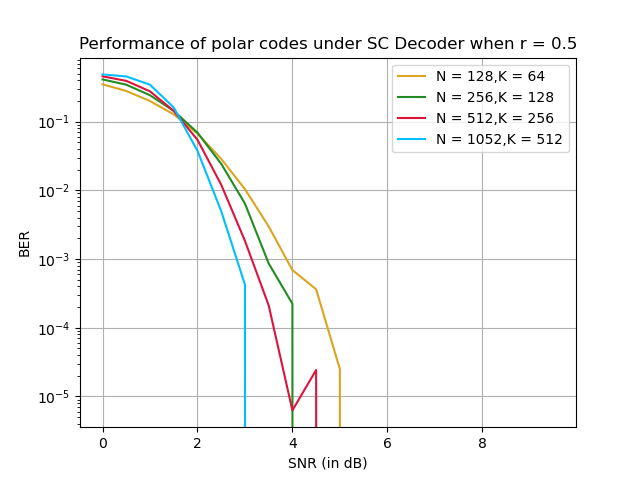 Performance of polar codes under SC Decoder when r = 0.5
N = 128,K = 64
N = 256,K = 128
N = 512,K = 256
N = 1052,K = 512
BER
10⁻¹
10⁻²
10⁻³
10⁻⁴
10⁻⁵
0 2 4 6 8
SNR (in dB)